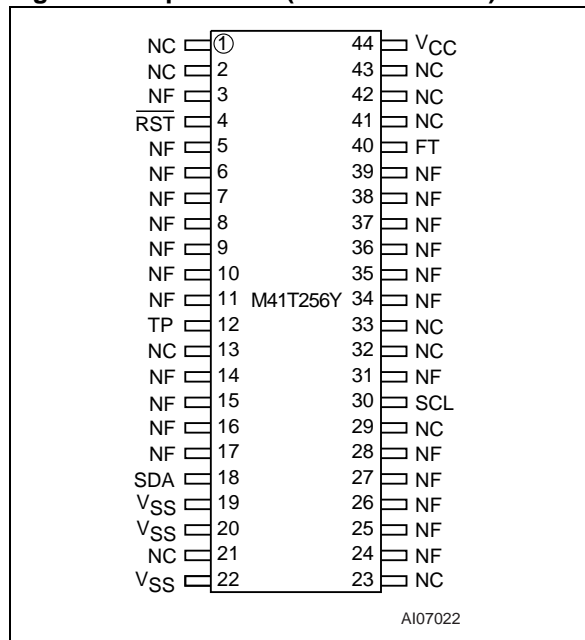 NC 1 44 VCC
NC 2 43 NC
NF 3 42 NC
RST 4 41 NC
NF 5 40 FT
NF 6 39 NF
NF 7 38 NF
NF 8 37 NF
NF 9 36 NF
NF 10 35 NF
NF 11 M41T256Y 34 NF
TP 12 33 NC
NC 13 32 NC
NF 14 31 NF
NF 15 30 SCL
NF 16 29 NC
NF 17 28 NF
SDA 18 27 NF
VSS 19 26 NF
VSS 20 25 NF
NC 21 24 NF
VSS 22 23 NC
AI07022